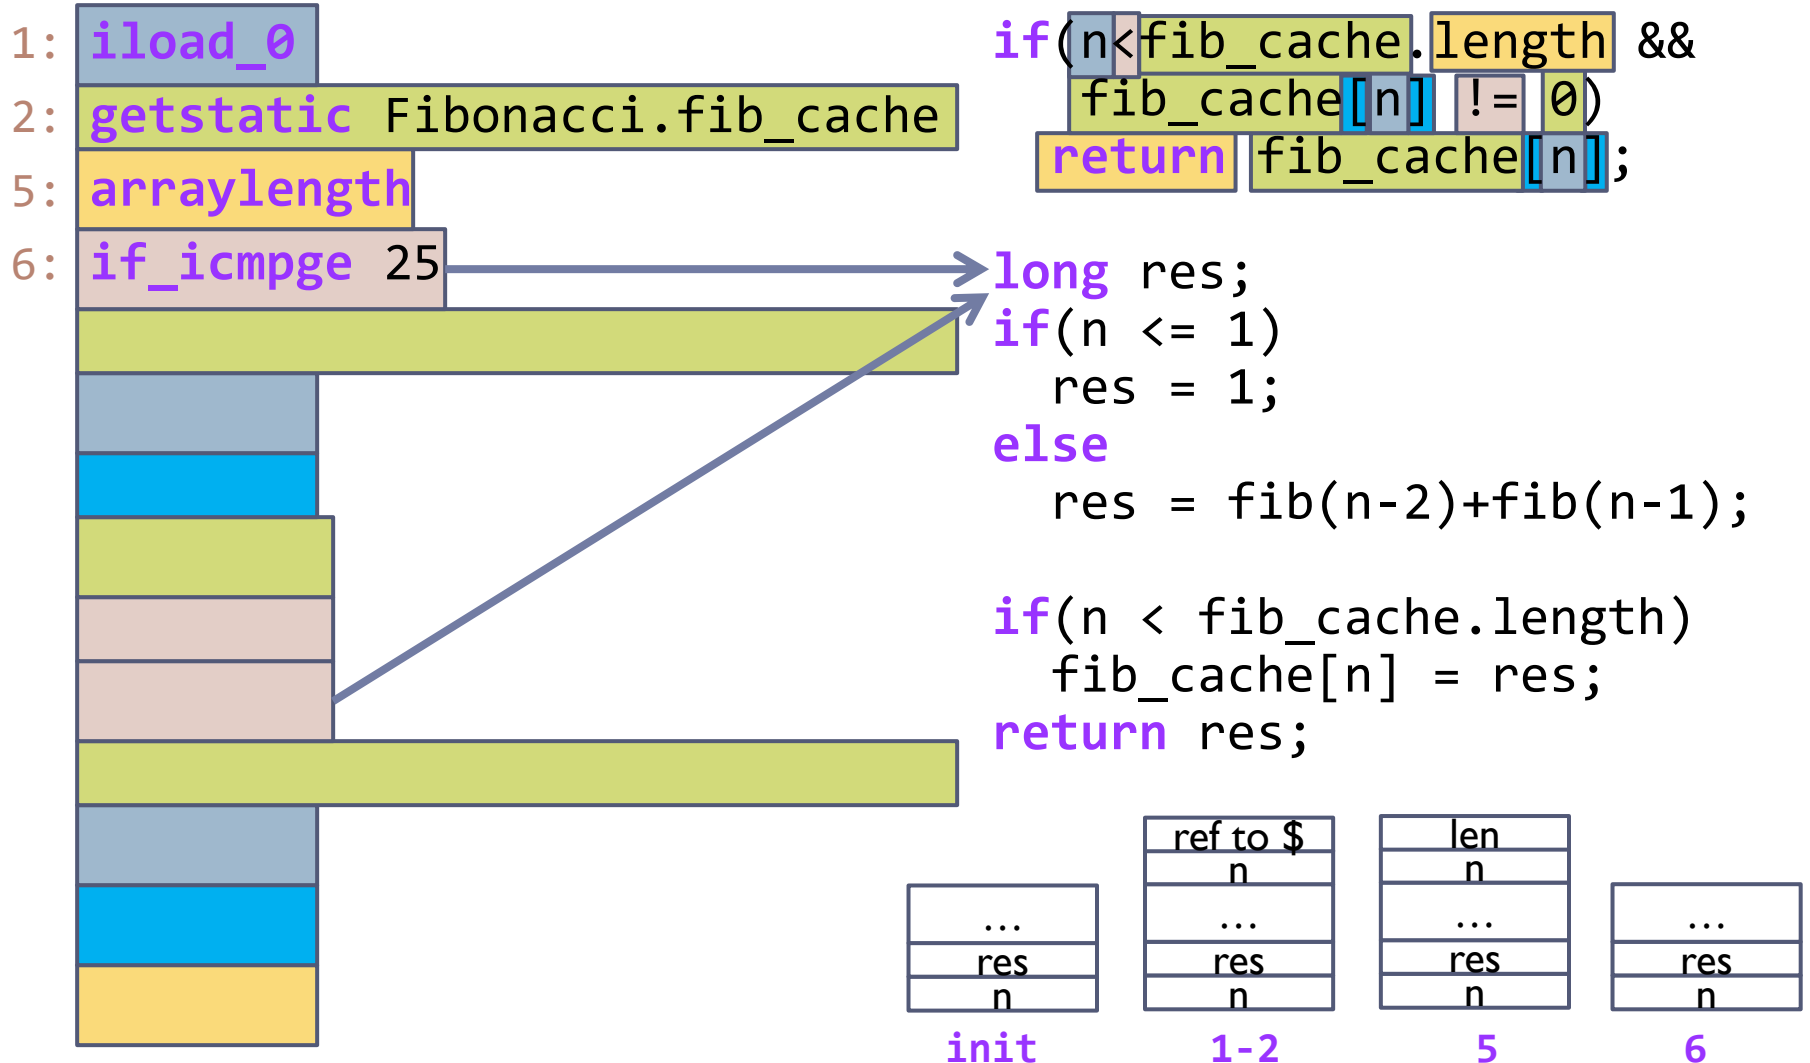 1: iload_0
2: getstatic Fibonacci.fib_cache
5: arraylength
6: if_icmpge 25
if(n<fib_cache.length &&
fib_cache[n] != 0)
return fib_cache[n];
long res;
if(n <= 1)
res = 1;
else
res = fib(n-2)+fib(n-1);
if(n < fib_cache.length)
fib_cache[n] = res;
return res;
…
res
n
init
ref to $
n
…
res
n
1-2
len
n
…
res
n
5
…
res
n
6